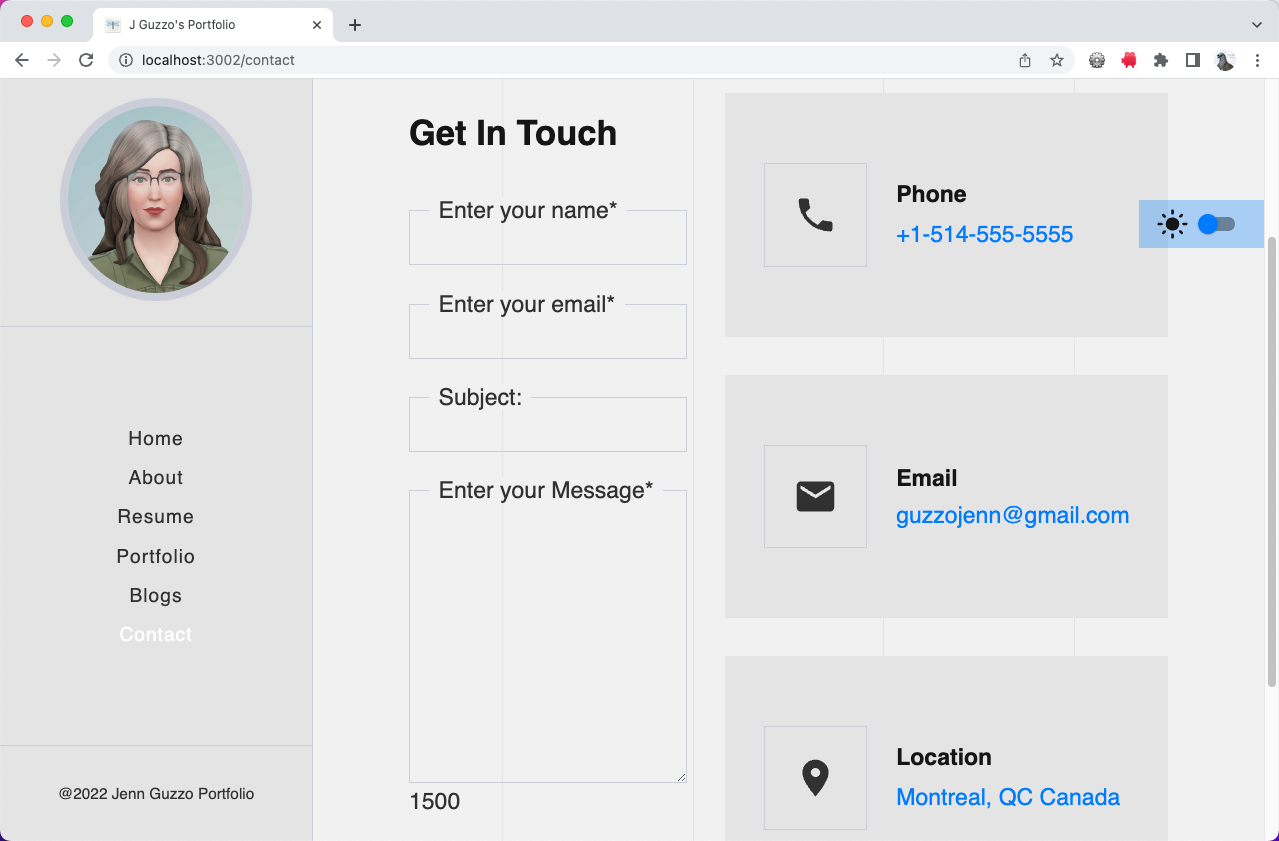 J Guzzo's Portfolio
localhost:3002/contact
Home
About
Resume
Portfolio
Blogs
Contact
@2022 Jenn Guzzo Portfolio
Get In Touch
Enter your name*
Enter your email*
Subject:
Enter your Message*
1500
Phone
+1-514-555-5555
Email
guzzojenn@gmail.com
Location
Montreal, QC Canada